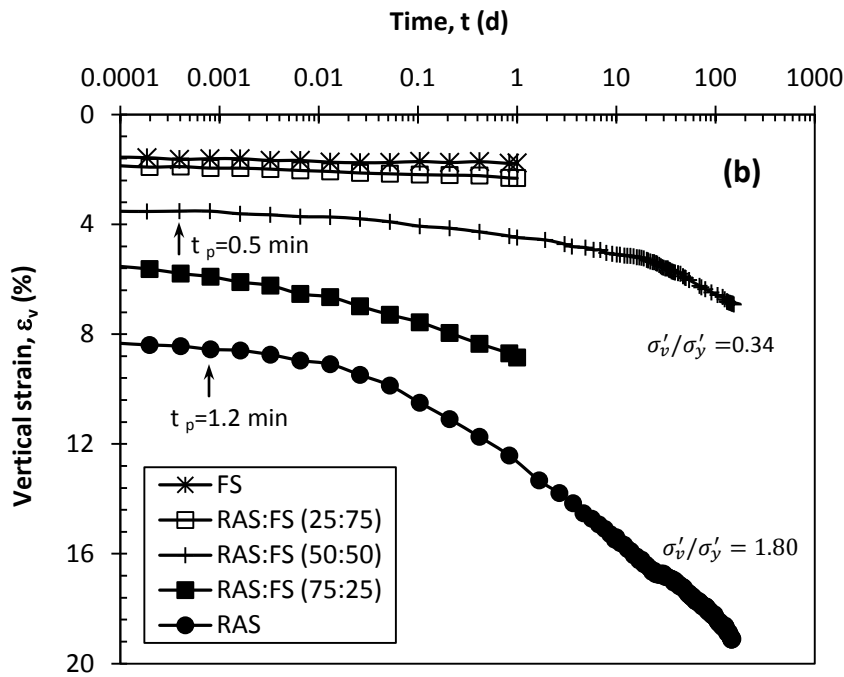 Time, t (d)
0.0001 0.001 0.01 0.1 1 10 100 1000
0
4
8
12
16
20
Vertical strain, εv (%)
(b)
t p=0.5 min
σ′v/σ′y =0.34
t p=1.2 min
σ′v/σ′y = 1.80
FS
RAS:FS (25:75)
RAS:FS (50:50)
RAS:FS (75:25)
RAS